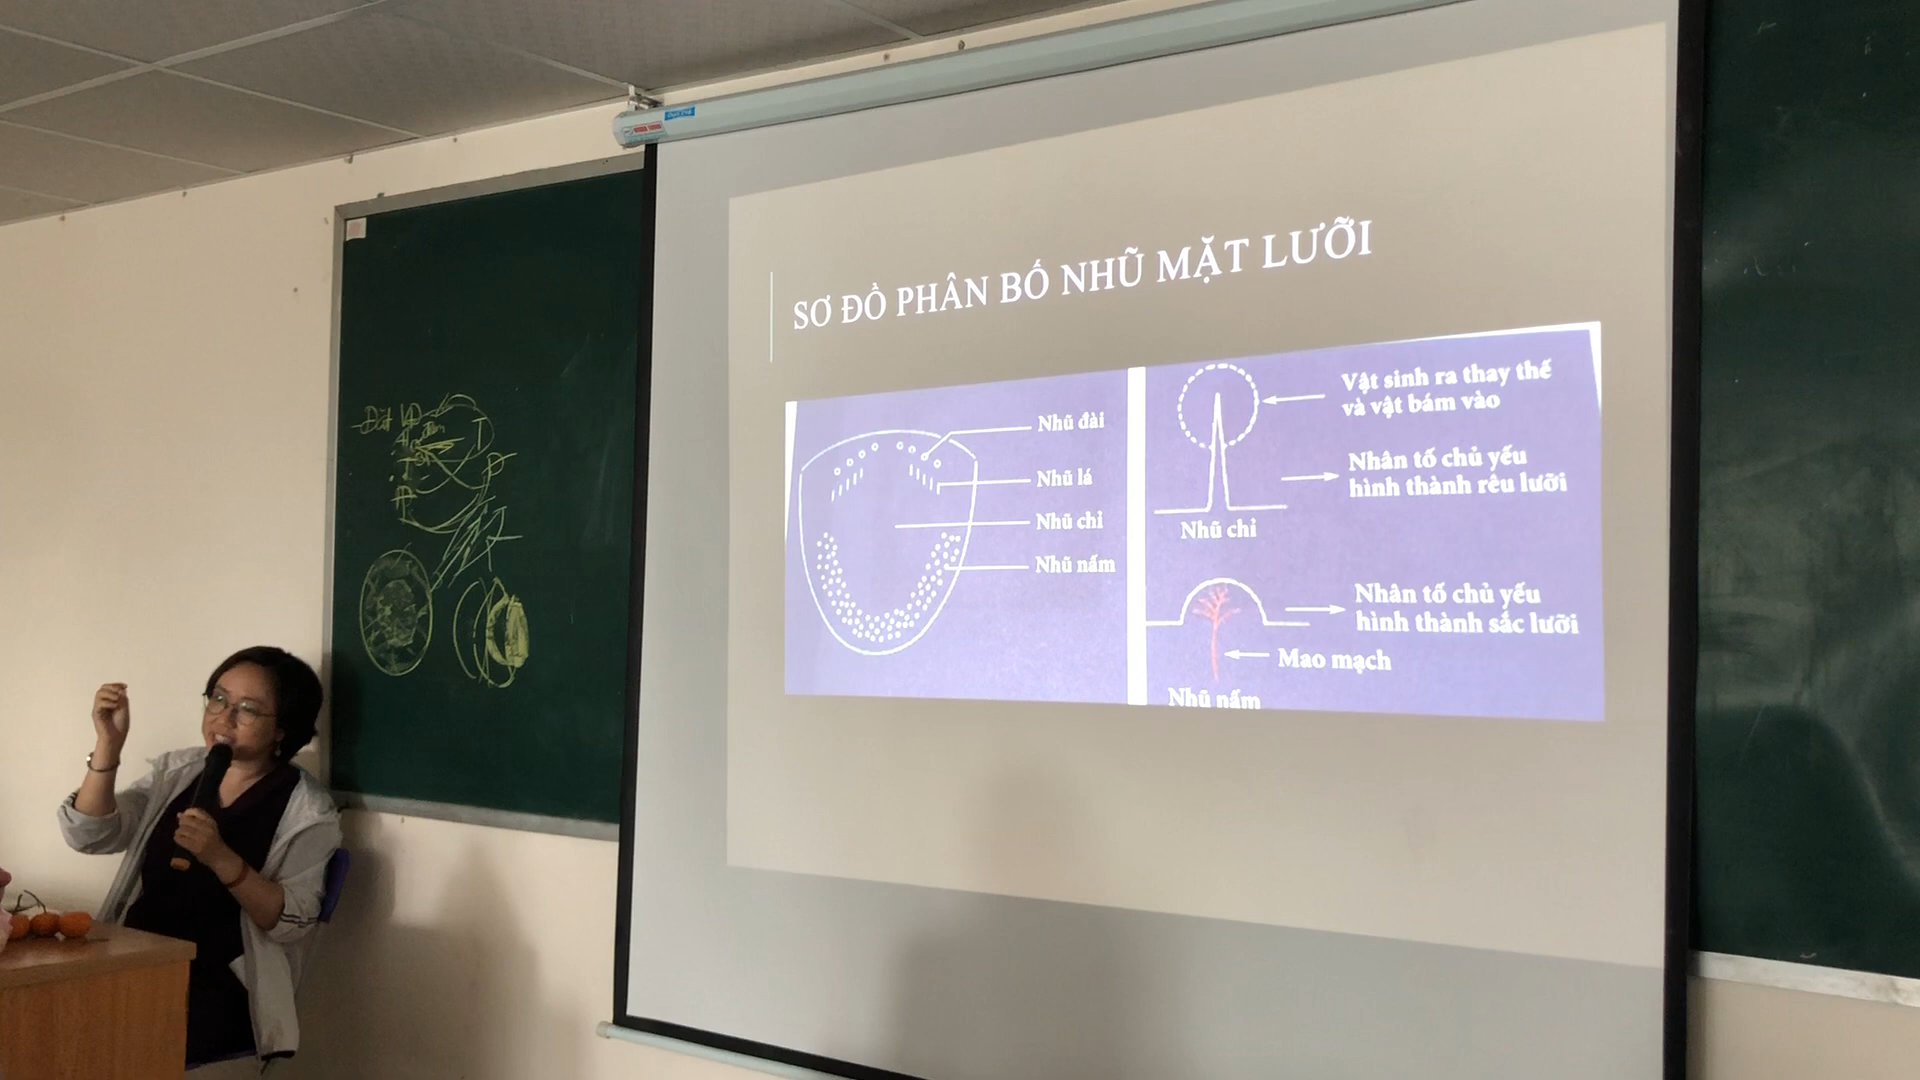 SƠ ĐỒ PHÂN BỐ NHŨ MẶT LƯỠI
Nhũ đài
Nhũ lá
Nhũ chỉ
Nhũ nấm
Vật sinh ra thay thế
và vật bám vào
Nhân tố chủ yếu
hình thành rêu lưỡi
Nhũ chỉ
Nhân tố chủ yếu
hình thành sắc lưỡi
Mao mạch
Nhũ nấm